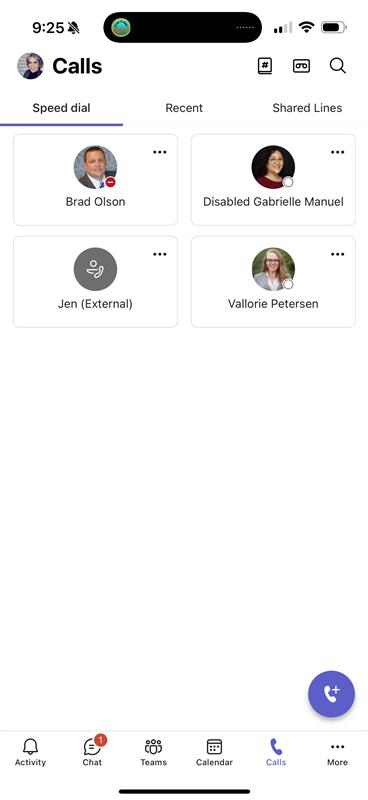 9:25
Calls
#
Speed dial
Recent
Shared Lines
Brad Olson
Disabled Gabrielle Manuel
Jen (External)
Vallorie Petersen
1
Activity
Chat
Teams
Calendar
Calls
More